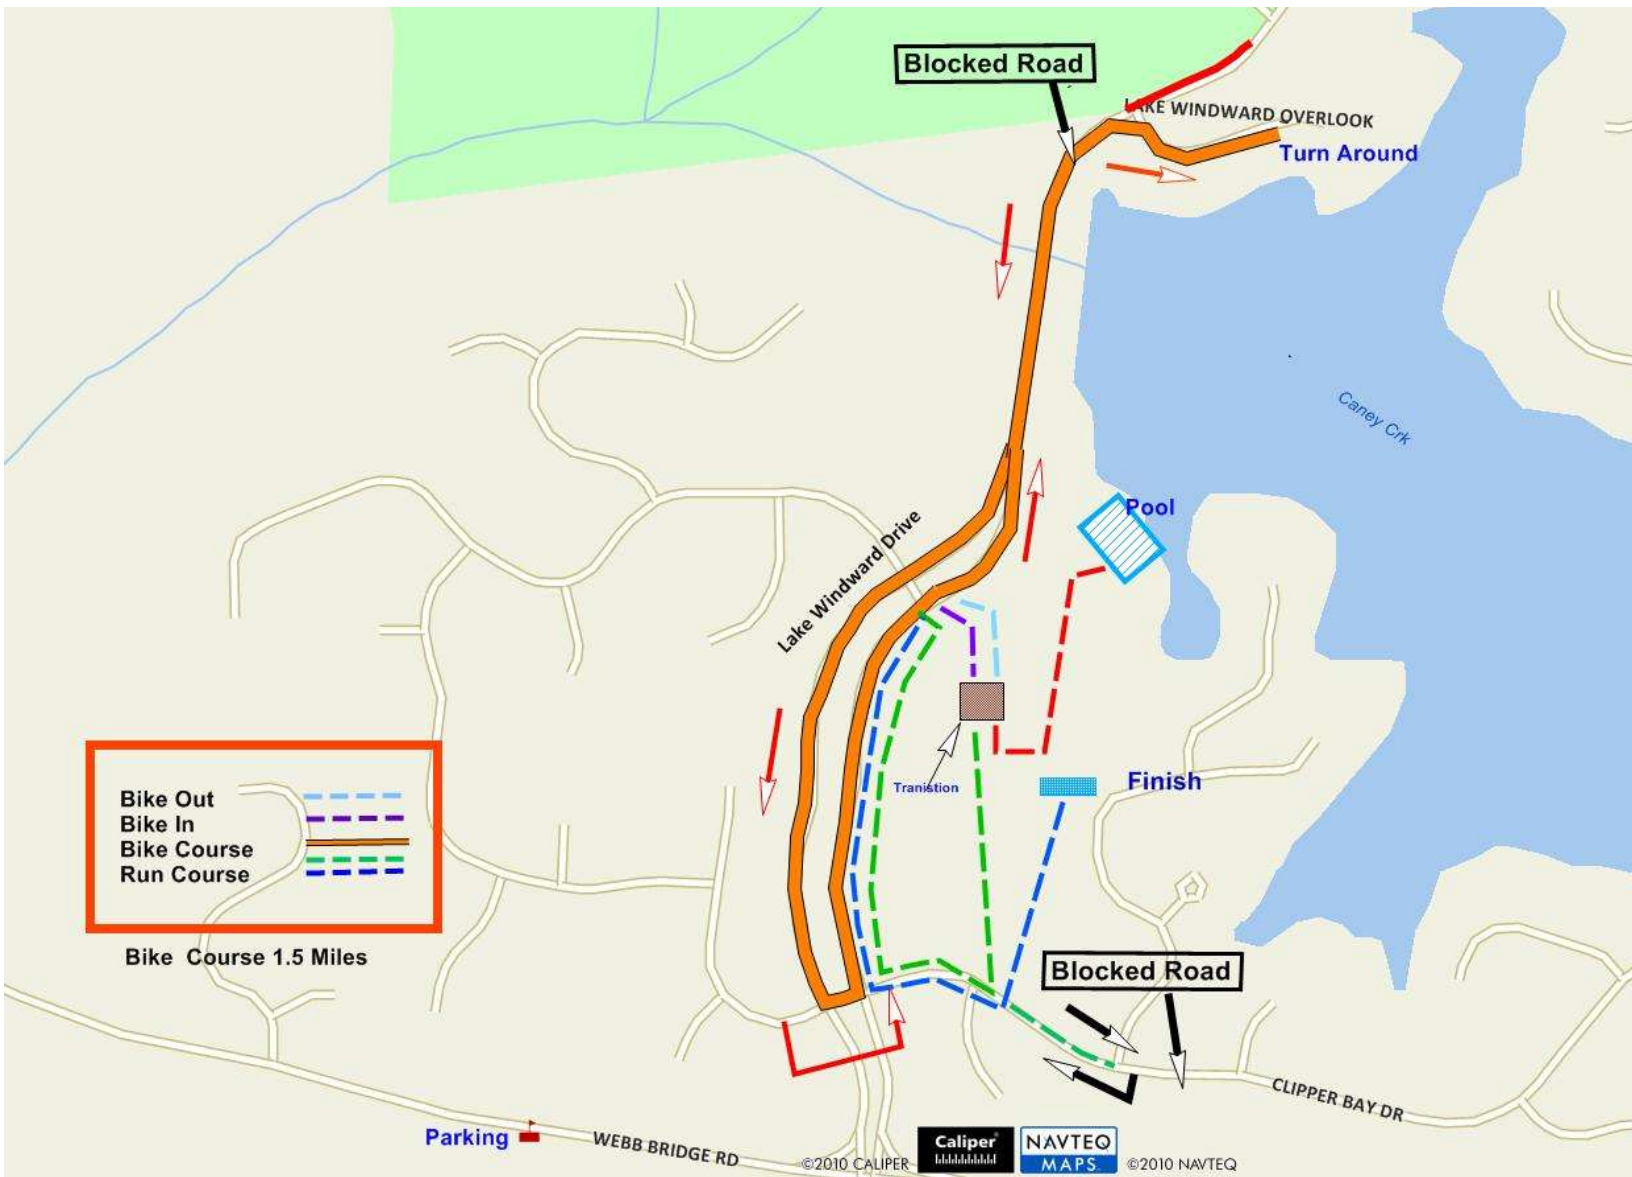 Blocked Road
LAKE WINDWARD OVERLOOK
Turn Around
Caney Crk
Pool
Lake Windward Drive
Tranistion
Finish
Bike Out
Bike In
Bike Course
Run Course
Bike Course 1.5 Miles
Blocked Road
CLIPPER BAY DR
Parking
WEBB BRIDGE RD
©2010 CALIPER
Caliper
NAVTEQ
MAPS
©2010 NAVTEQ